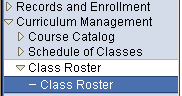 Records and Enrollment
Curriculum Management
Course Catalog
Schedule of Classes
Class Roster
– Class Roster